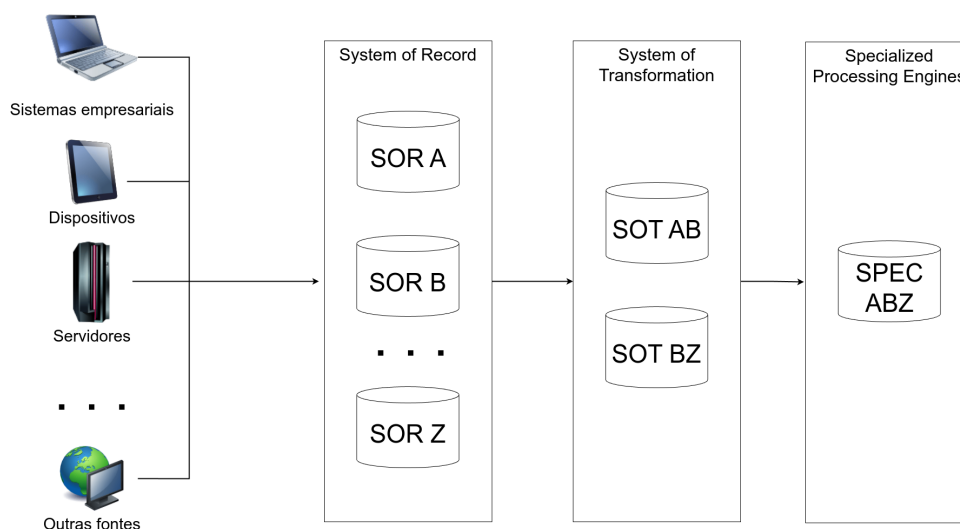 Sistemas empresariais
Dispositivos
Servidores
. . .
Outras fontes
System of Record
SOR A
SOR B
. . .
SOR Z
System of
Transformation
SOT AB
SOT BZ
Specialized
Processing Engines
SPEC
ABZ